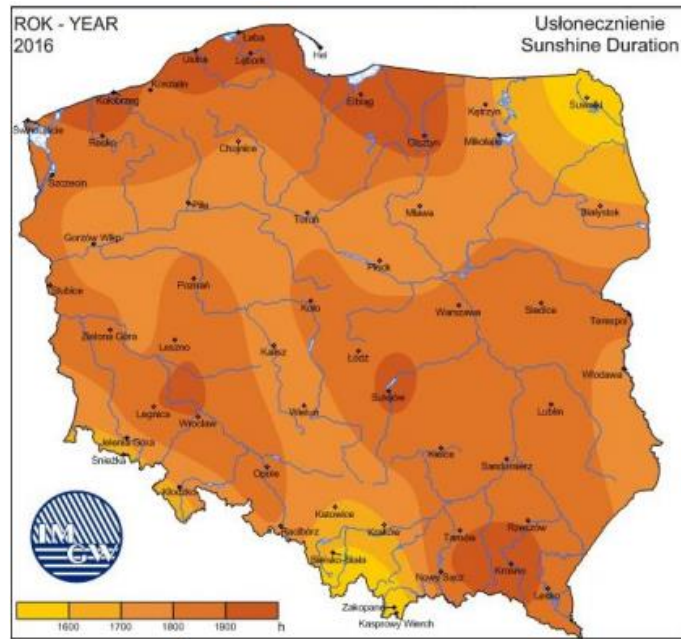 ROK - YEAR
2016
Usłonecznienie
Sunshine Duration
Łeba
Hel
Ustka
Lębork
Koszalin
Kołobrzeg
Elbląg
Kętrzyn
Suwałki
Świnoujście
Resko
Chojnice
Olsztyn
Mikołajki
Szczecin
Piła
Toruń
Mława
Białystok
Gorzów Wlkp.
Płock
Słubice
Poznań
Koło
Warszawa
Siedlce
Terespol
Zielona Góra
Leszno
Kalisz
Łódź
Włodawa
Sulejów
Legnica
Wrocław
Wieluń
Lublin
Jelenia Góra
Śnieżka
Kielce
Sandomierz
Opole
Kłodzko
Katowice
Kraków
Racibórz
Tarnów
Rzeszów
Bielsko-Biała
Nowy Sącz
Krosno
Lesko
Zakopane
Kasprowy Wierch
IM
GW
1600 1700 1800 1900 h